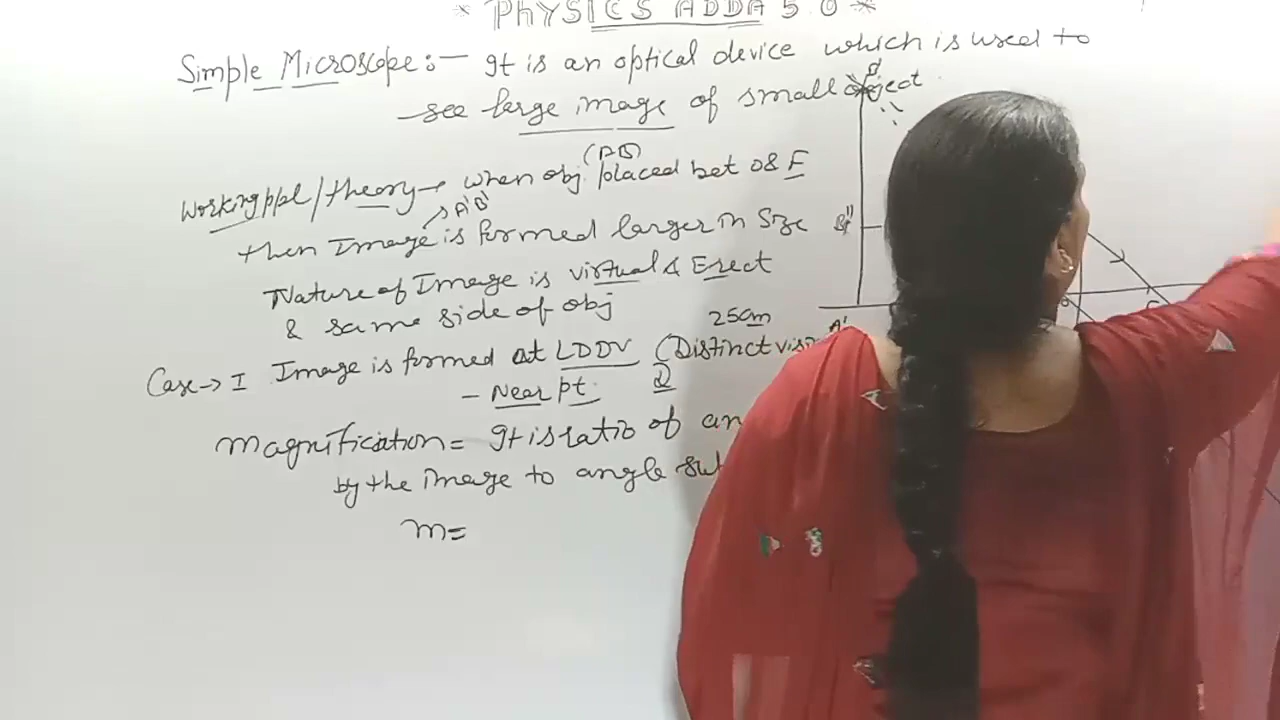 * PHYSICS ADDA 5.0 *
Simple Microscope:- It is an optical device which is used to
see large image of small object
(AB)
Working ppl/theory→ when obj. placed bet O & F
→ A'B'
then Image is formed larger in Size
Nature of Image is virtual & Erect
& same side of obj
25cm
Case→ I Image is formed at LDDV (Distinct
- Near pt. D
Magnification = It is ratio of an
by the image to angle sub
m=
B'
B''
A'